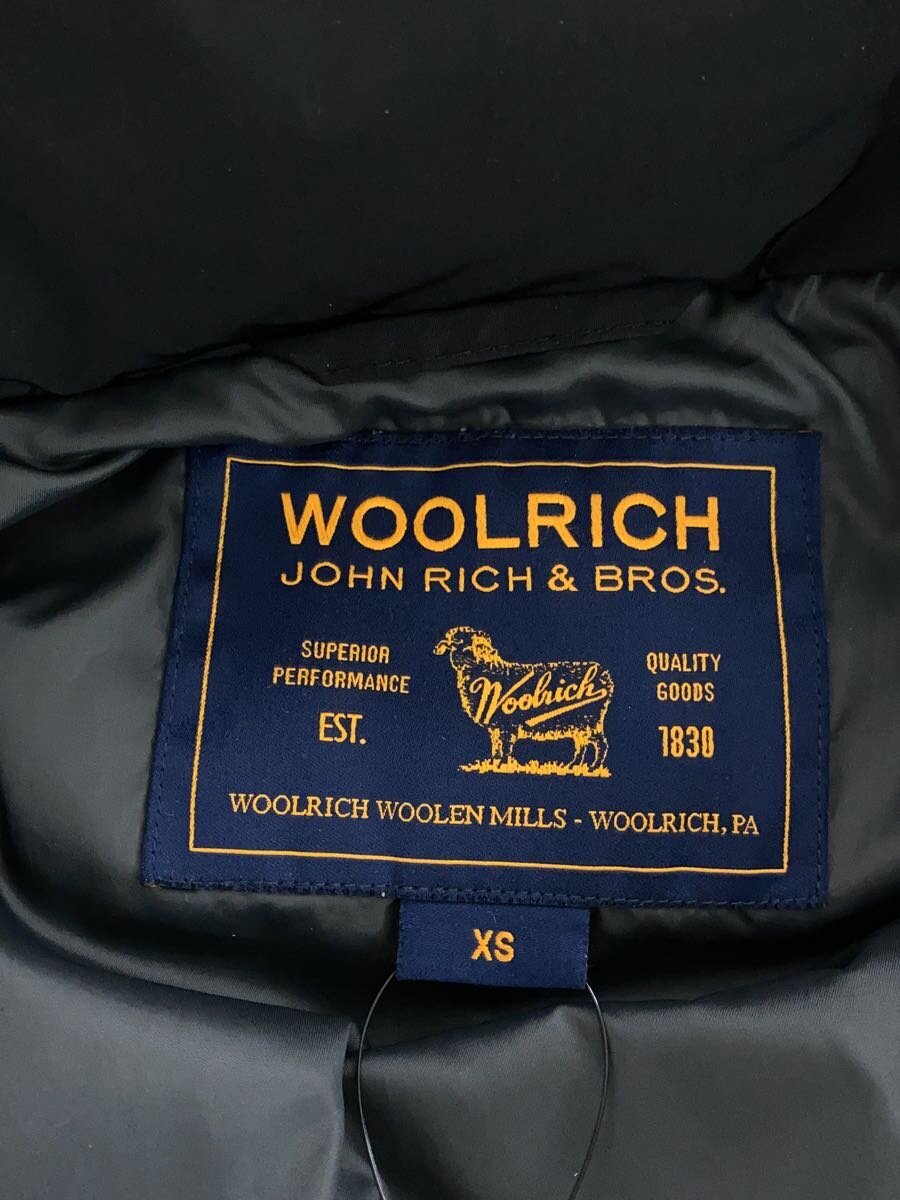 WOOLRICH
JOHN RICH & BROS.
SUPERIOR
PERFORMANCE
EST.
Woolrich
QUALITY
GOODS
1830
WOOLRICH WOOLEN MILLS - WOOLRICH, PA
XS